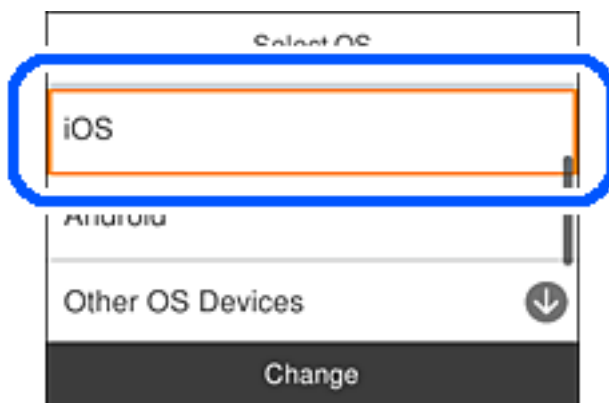 Select OS
iOS
Android
Other OS Devices
Change